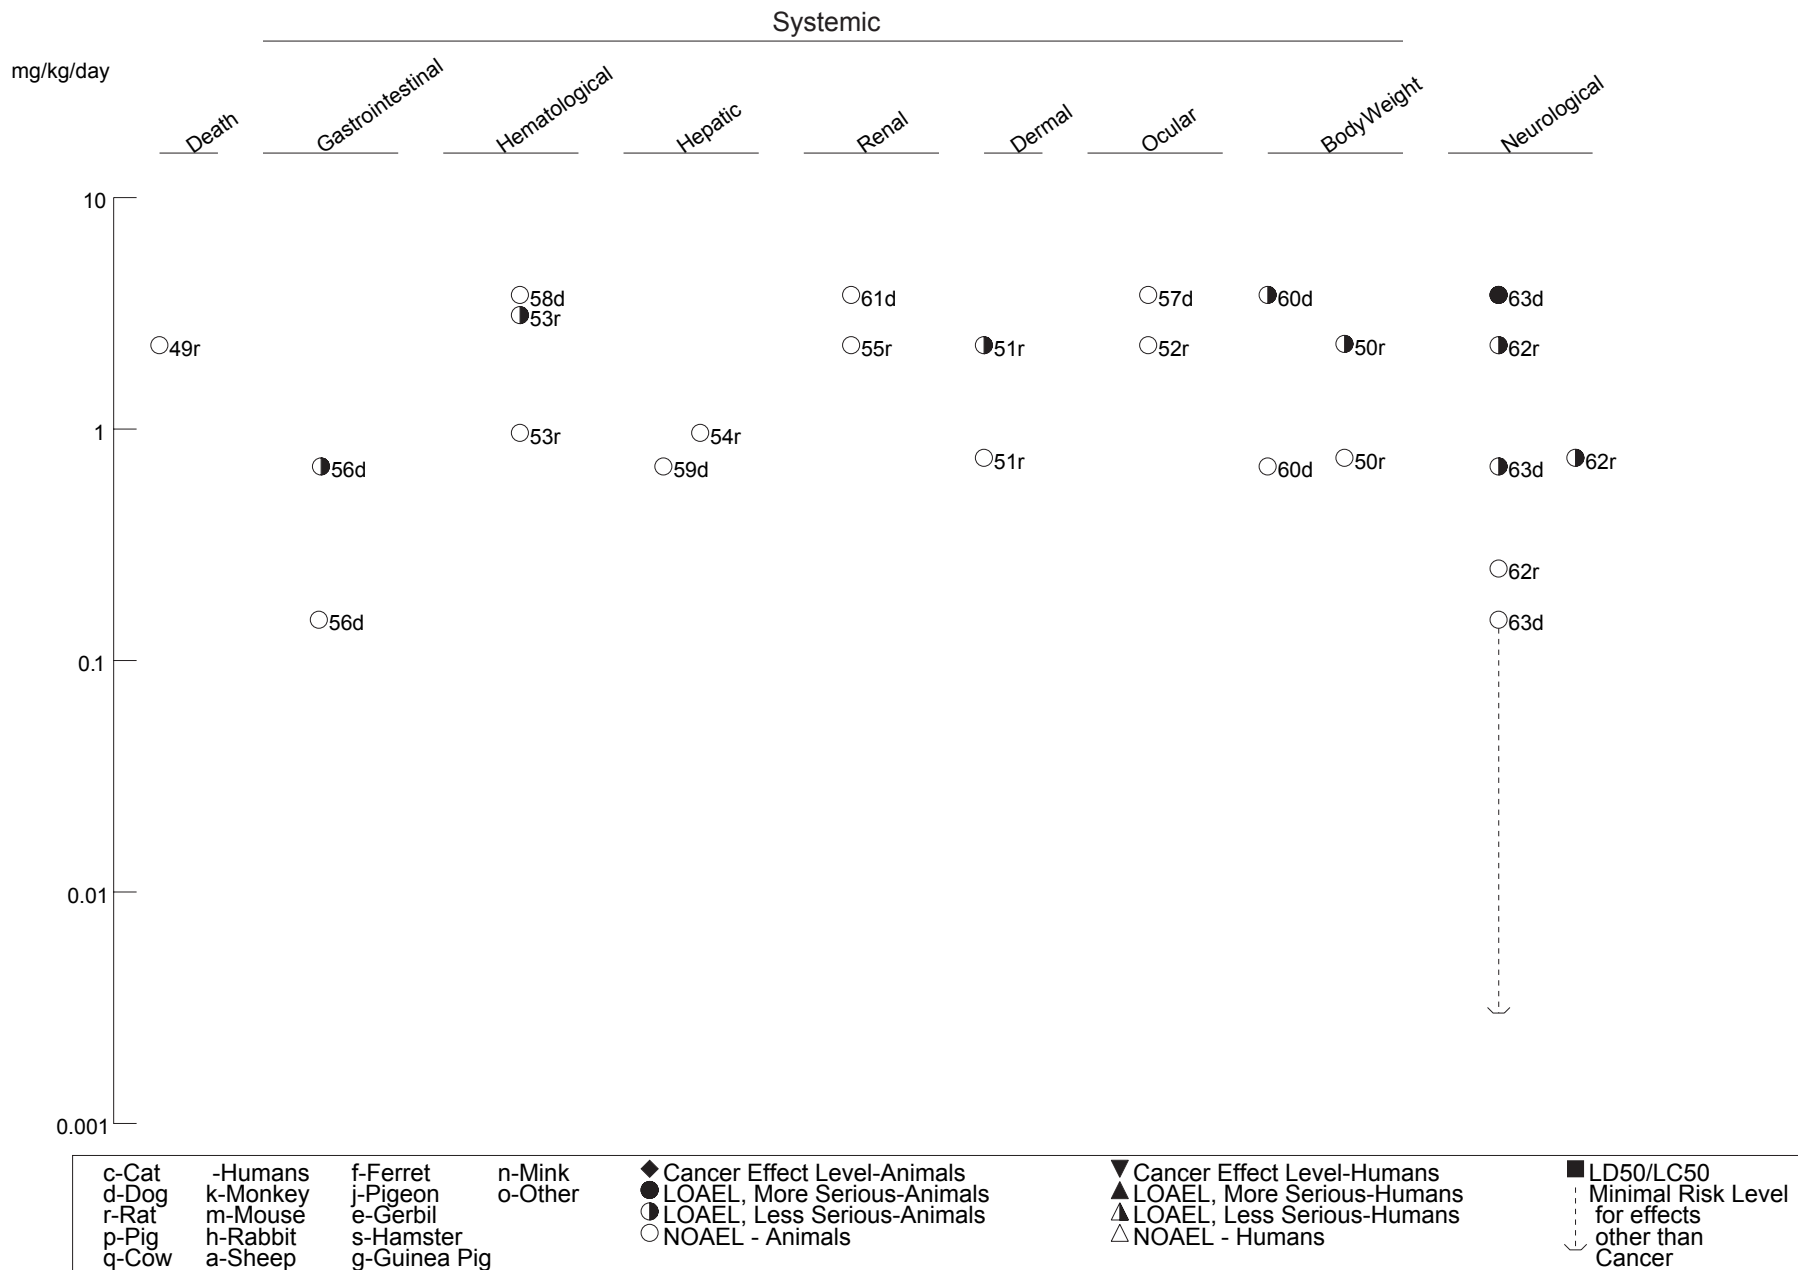 Systemic
mg/kg/day
Death Gastrointestinal Hematological Hepatic Renal Dermal Ocular BodyWeight Neurological
10
58d 61d 57d 60d 63d
53r
49r 55r 51r 52r 50r 62r
1
53r 54r
51r 50r 62r
56d 59d 60d 63d
62r
56d 63d
0.1
0.01
0.001
c-Cat -Humans f-Ferret n-Mink Cancer Effect Level-Animals Cancer Effect Level-Humans LD50/LC50
d-Dog k-Monkey j-Pigeon o-Other LOAEL, More Serious-Animals LOAEL, More Serious-Humans Minimal Risk Level
r-Rat m-Mouse e-Gerbil LOAEL, Less Serious-Animals LOAEL, Less Serious-Humans for effects
p-Pig h-Rabbit s-Hamster NOAEL - Animals NOAEL - Humans other than
q-Cow a-Sheep g-Guinea Pig Cancer